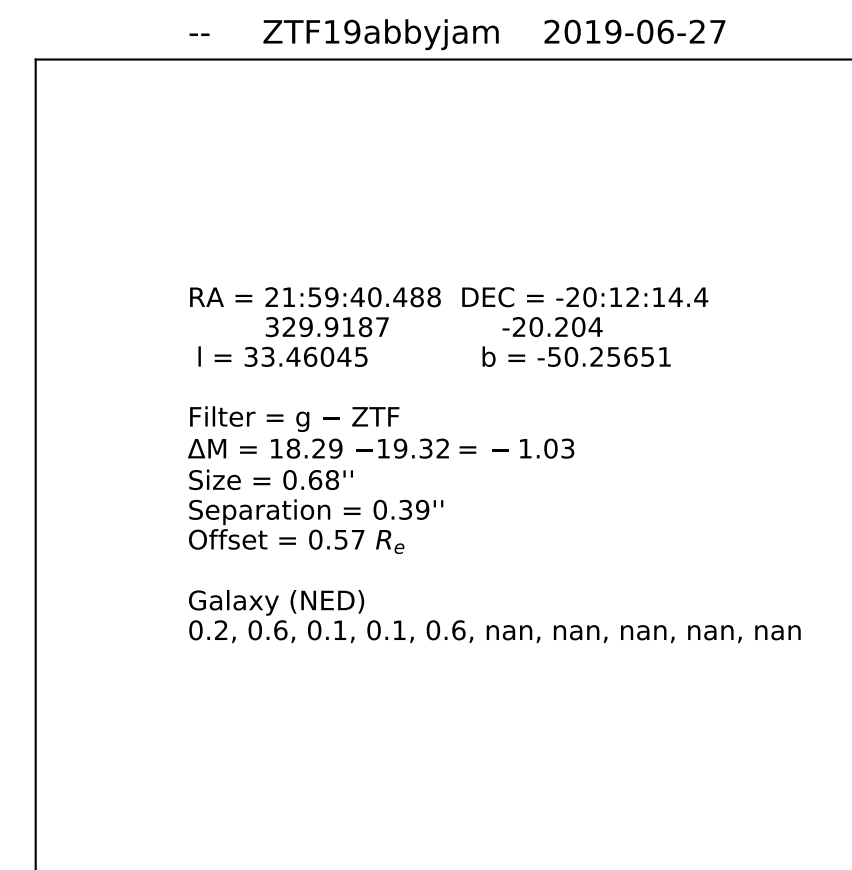 -- ZTF19abbyjam 2019-06-27
RA = 21:59:40.488 DEC = -20:12:14.4
329.9187 -20.204
l = 33.46045 b = -50.25651
Filter = g − ZTF
ΔM = 18.29 −19.32 = − 1.03
Size = 0.68''
Separation = 0.39''
Offset = 0.57 Rₑ
Galaxy (NED)
0.2, 0.6, 0.1, 0.1, 0.6, nan, nan, nan, nan, nan